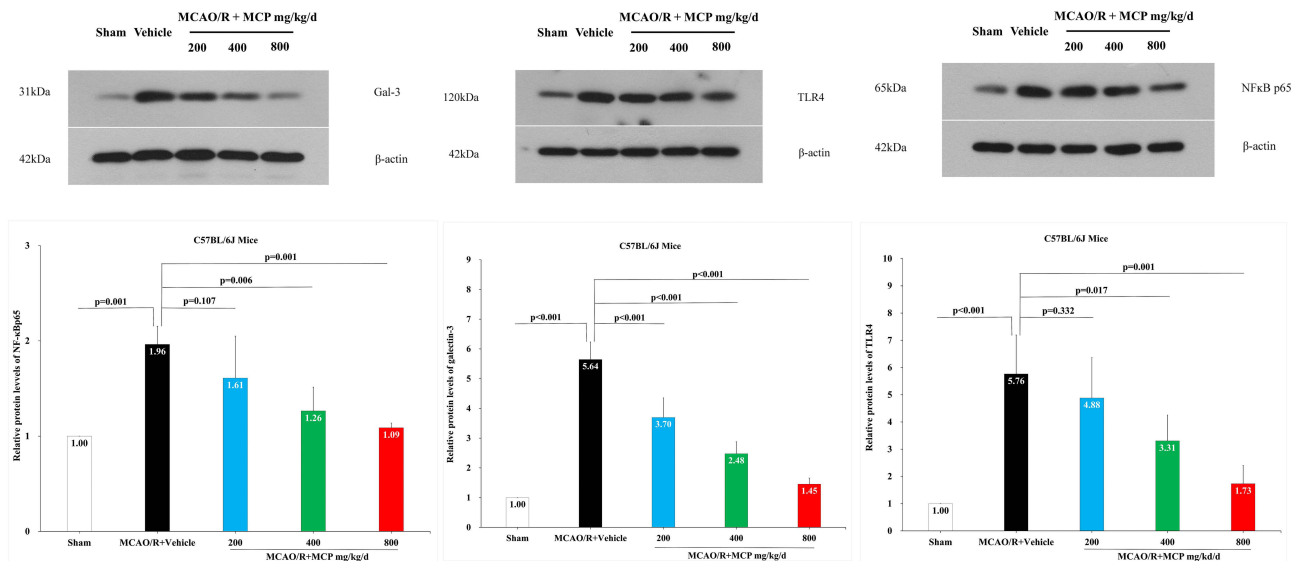 MCAO/R + MCP mg/kg/d
Sham Vehicle
200 400 800
31kDa
Gal-3
42kDa
β-actin
MCAO/R + MCP mg/kg/d
Sham Vehicle
200 400 800
120kDa
TLR4
42kDa
β-actin
MCAO/R + MCP mg/kg/d
Sham Vehicle
200 400 800
65kDa
NFκB p65
42kDa
β-actin
C57BL/6J Mice
Relative protein levels of NF-κBp65
3
2
1
0
p=0.001
p=0.006
p=0.001
p=0.107
1.00
1.96
1.61
1.26
1.09
Sham
MCAO/R+Vehicle
200
400
800
MCAO/R+MCP mg/kg/d
C57BL/6J Mice
Relative protein levels of galectin-3
9
8
7
6
5
4
3
2
1
0
p<0.001
p<0.001
p<0.001
p<0.001
1.00
5.64
3.70
2.48
1.45
Sham
MCAO/R+Vehicle
200
400
800
MCAO/R+MCP mg/kg/d
C57BL/6J Mice
Relative protein levels of TLR4
10
9
8
7
6
5
4
3
2
1
0
p=0.001
p=0.017
p<0.001
p=0.332
1.00
5.76
4.88
3.31
1.73
Sham
MCAO/R+Vehicle
200
400
800
MCAO/R+MCP mg/kd/d